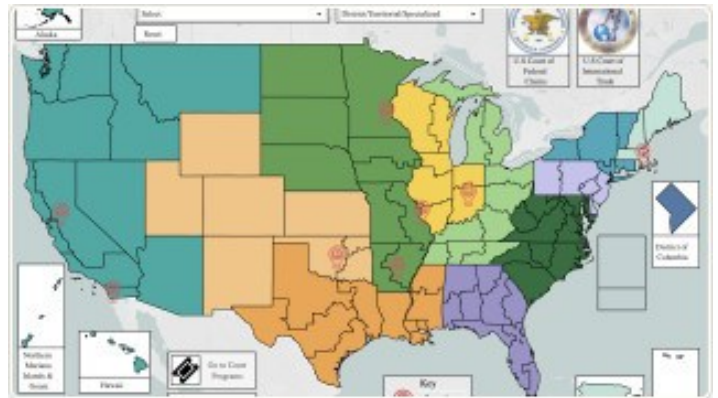 Alaska
Select
District/Territorial/Specialized
Reset
U.S Court of
Federal
Claims
U.S Court of
International
Trade
District of
Columbia
Northern
Mariana
Islands &
Guam
Hawaii
Go to Court
Programs
Key